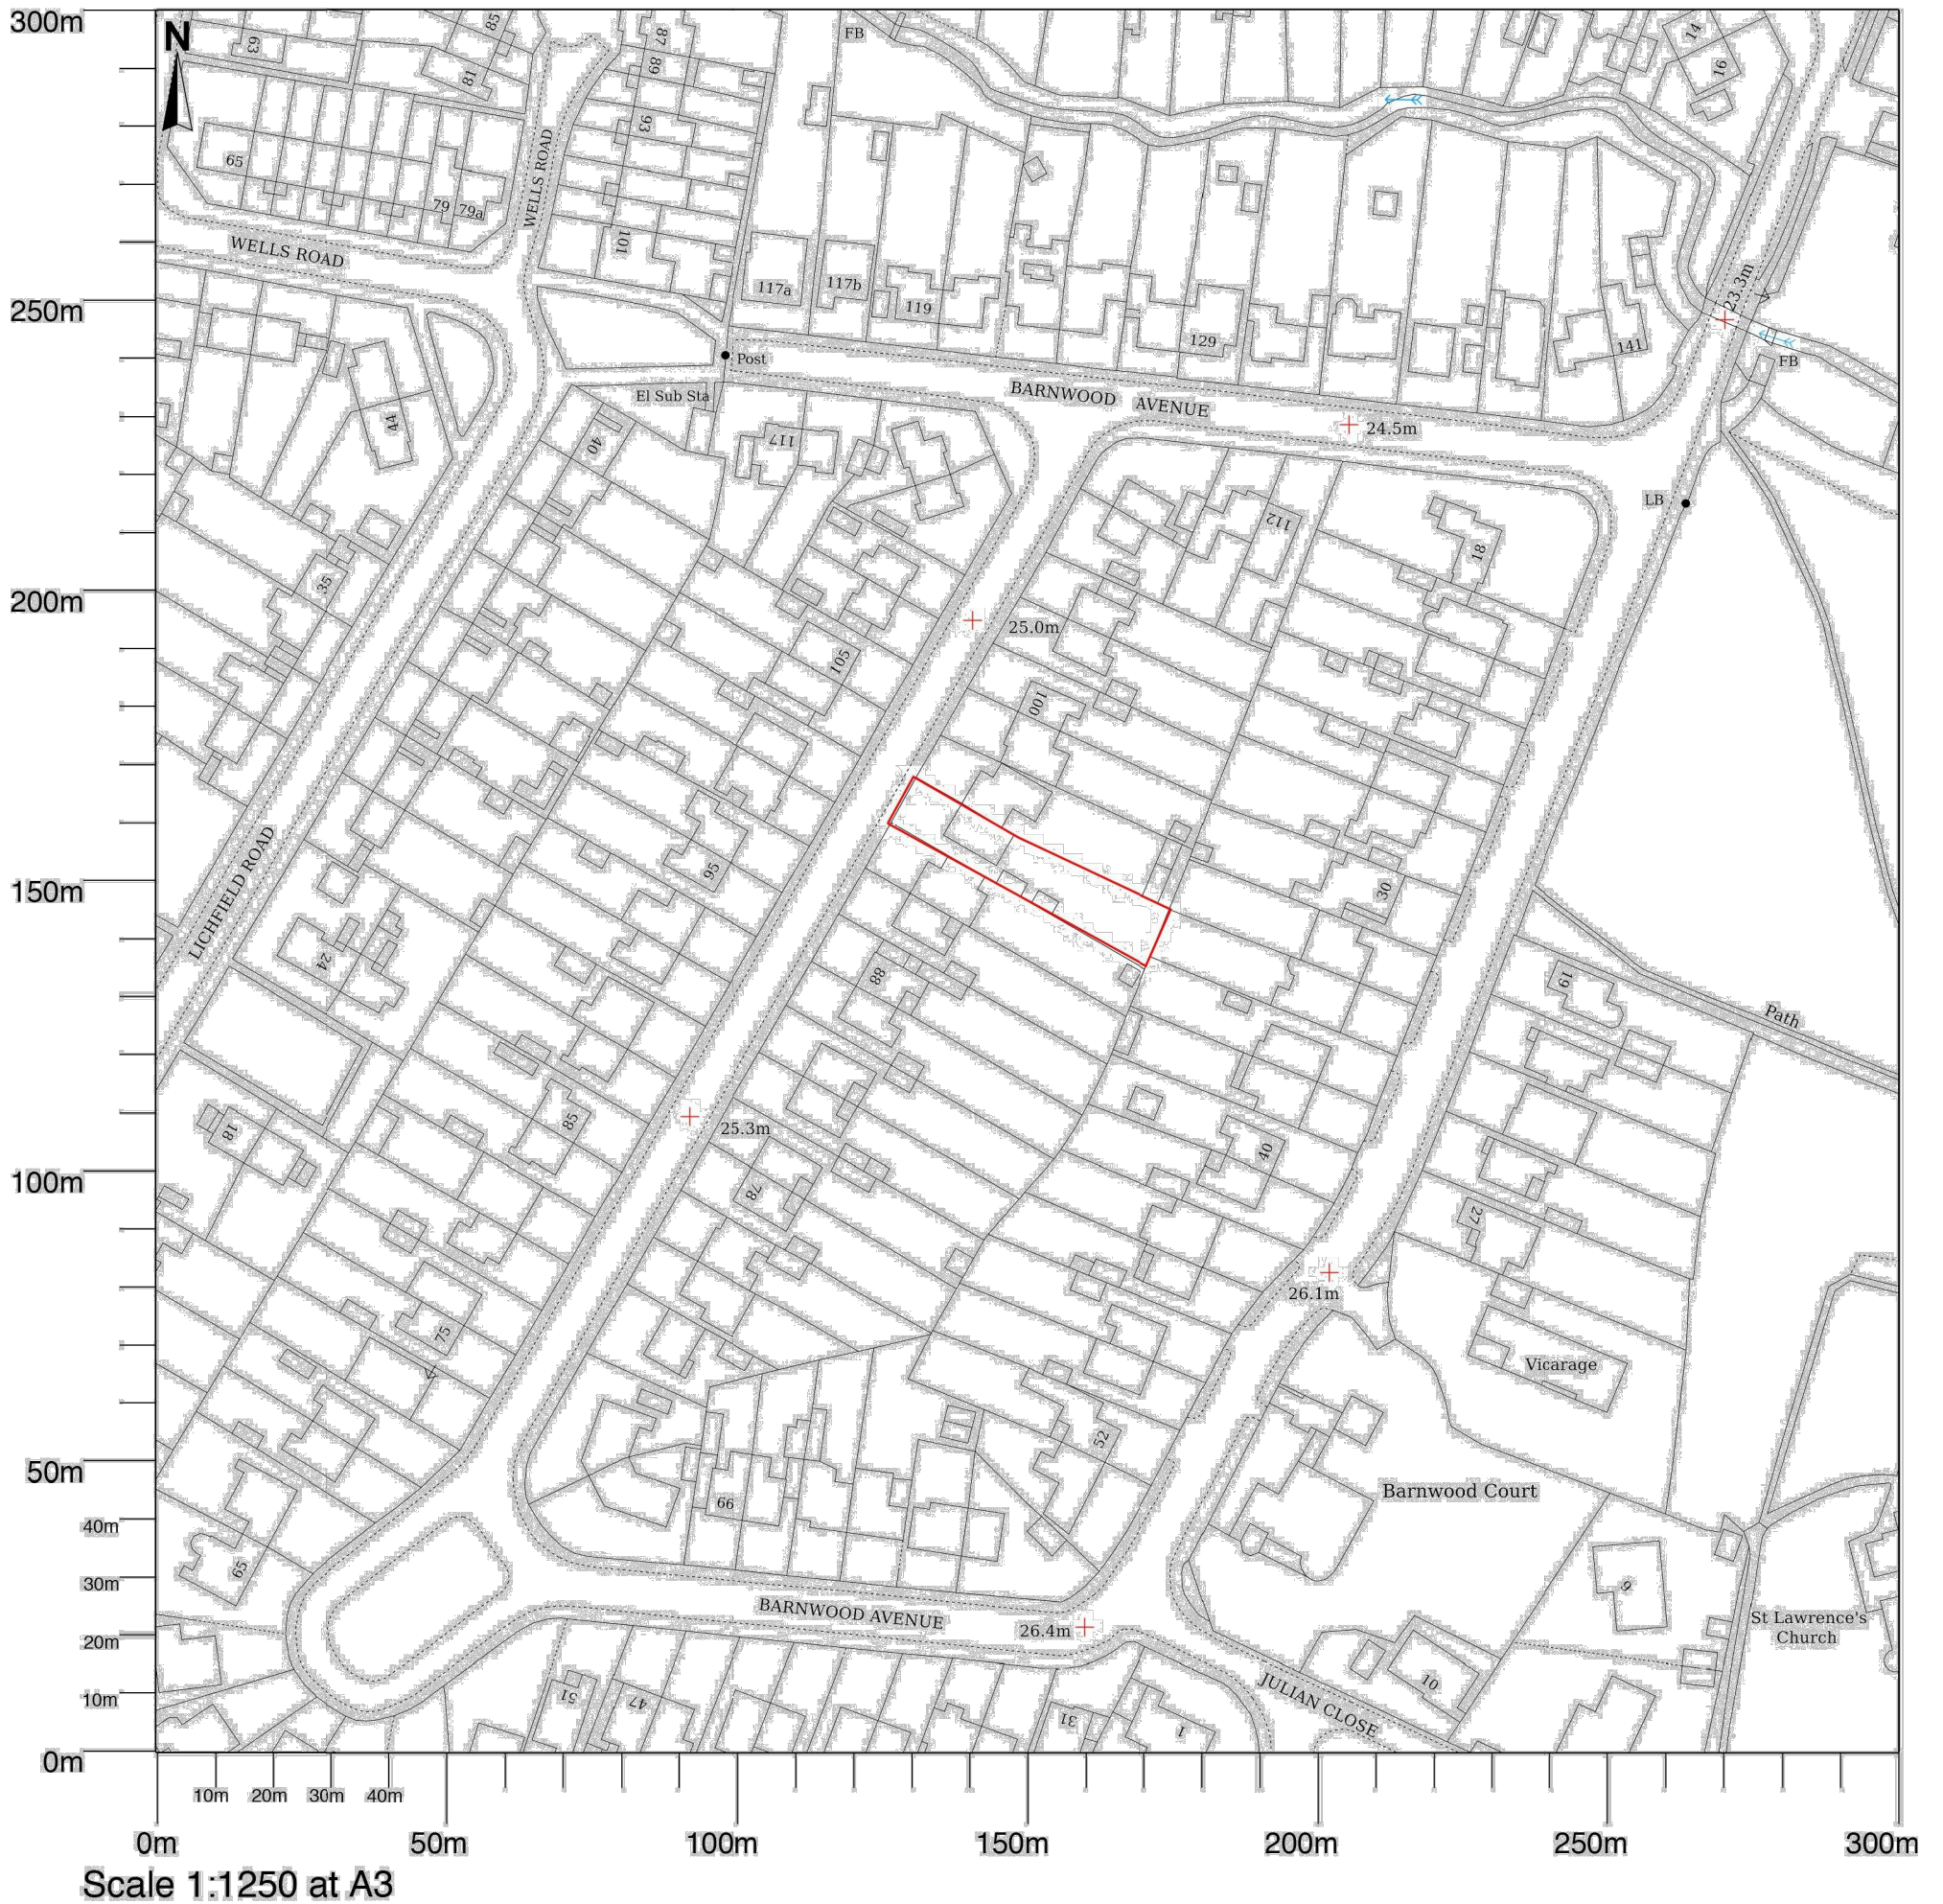 300m
N
63
85
81
87
89
FB
14
16
93
65
79 79a
WELLS ROAD
WELLS ROAD
101
117a
117b
119
23.3m
250m
129
141
FB
Post
BARNWOOD AVENUE
El Sub Sta
24.5m
44
40
117
LB
112
18
35
200m
25.0m
105
100
LICHFIELD ROAD
95
150m
30
24
88
19
Path
18
85
25.3m
40
100m
78
27
26.1m
75
Vicarage
52
50m
66
Barnwood Court
40m
65
30m
9
BARNWOOD AVENUE
St Lawrence's
Church
26.4m
20m
10
JULIAN CLOSE
10m
51
47
31
1
0m
10m 20m 30m 40m
0m 50m 100m 150m 200m 250m 300m
Scale 1:1250 at A3